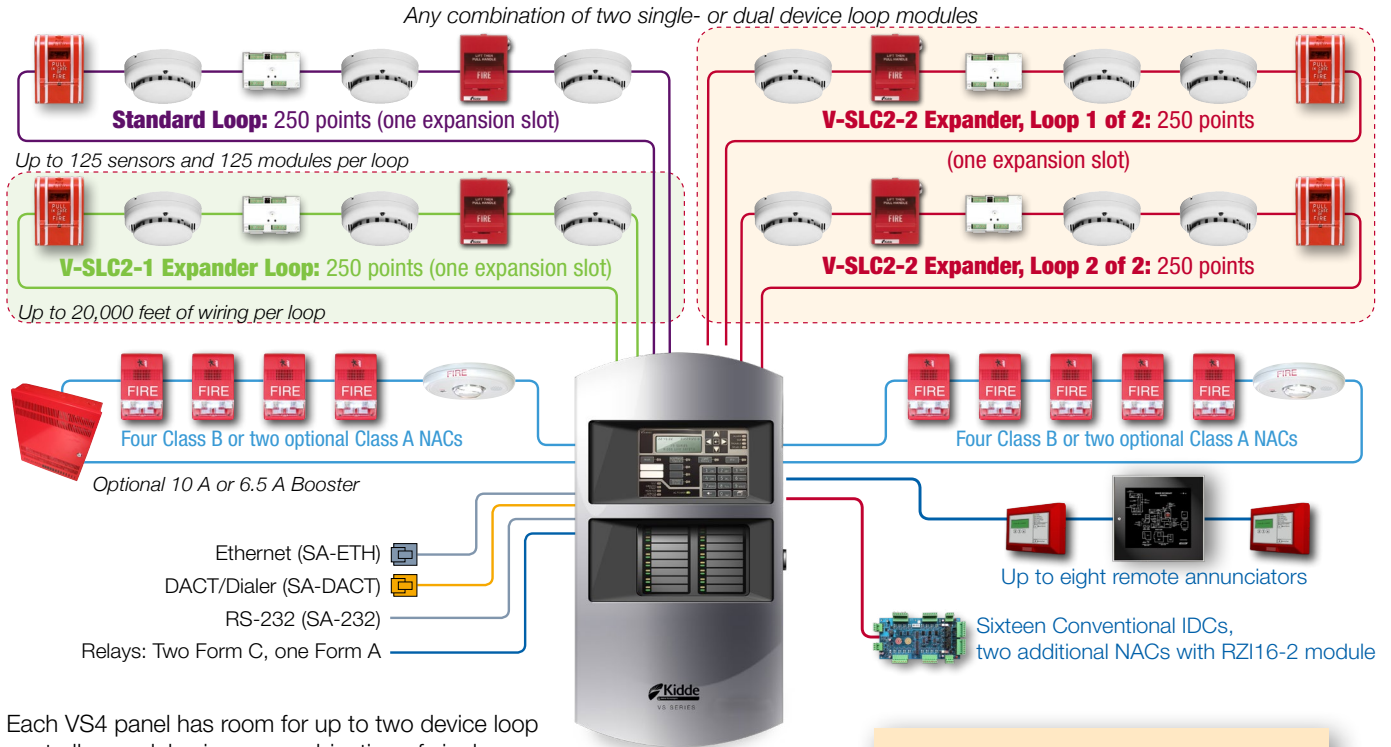 Any combination of two single- or dual device loop modules
Standard Loop: 250 points (one expansion slot)
Up to 125 sensors and 125 modules per loop
V-SLC2-1 Expander Loop: 250 points (one expansion slot)
Up to 20,000 feet of wiring per loop
V-SLC2-2 Expander, Loop 1 of 2: 250 points
(one expansion slot)
V-SLC2-2 Expander, Loop 2 of 2: 250 points
FIRE
FIRE
FIRE
FIRE
FIRE
Four Class B or two optional Class A NACs
Optional 10 A or 6.5 A Booster
FIRE
FIRE
FIRE
FIRE
FIRE
FIRE
Four Class B or two optional Class A NACs
Ethernet (SA-ETH)
DACT/Dialer (SA-DACT)
RS-232 (SA-232)
Relays: Two Form C, one Form A
Up to eight remote annunciators
Sixteen Conventional IDCs,
two additional NACs with RZI16-2 module
Kidde
VS SERIES
Each VS4 panel has room for up to two device loop